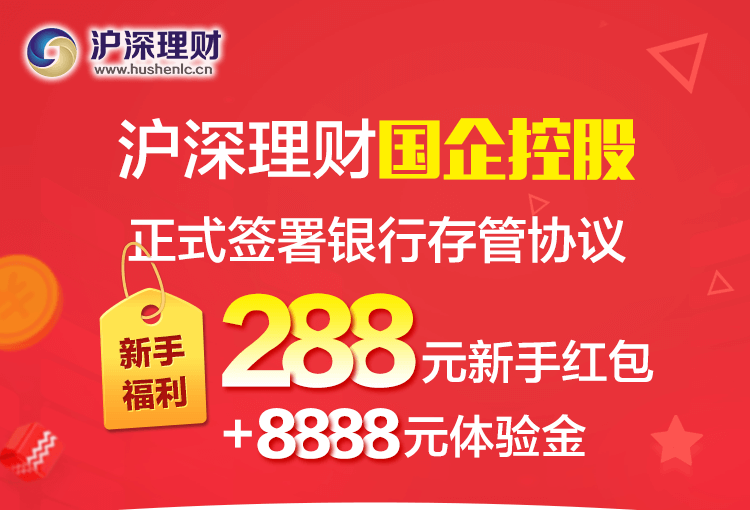 沪深理财
www.hushenlc.cn
沪深理财国企控股
正式签署银行存管协议
新手
福利
288元新手红包
+8888元体验金